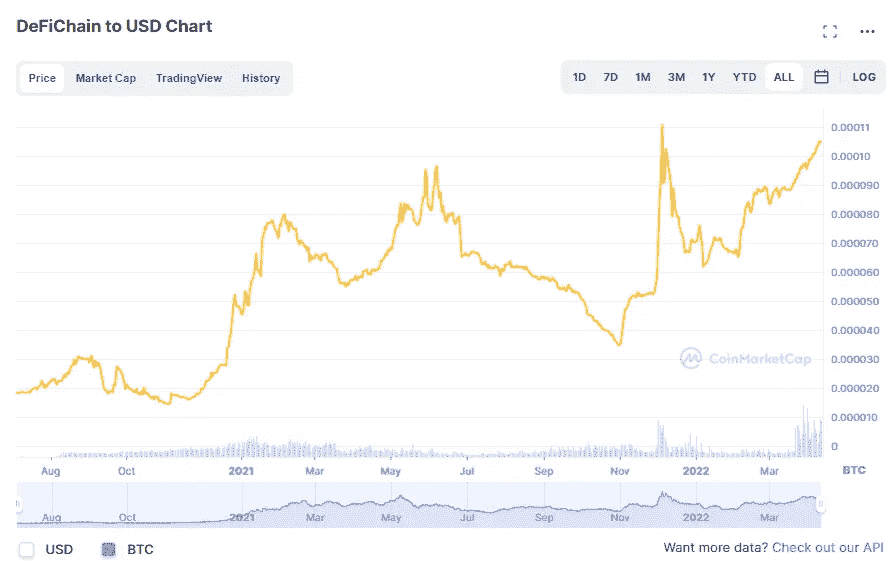 DeFiChain to USD Chart
Price Market Cap TradingView History
1D 7D 1M 3M 1Y YTD ALL LOG
0.00011
0.00010
0.000090
0.000080
0.000070
0.000060
0.000050
0.000040
0.000030
0.000020
0.000010
0
CoinMarketCap
Aug Oct 2021 Mar May Jul Sep Nov 2022 Mar BTC
Aug Oct 2021 Mar May Jul Sep Nov 2022 Mar
USD BTC
Want more data? Check out our API